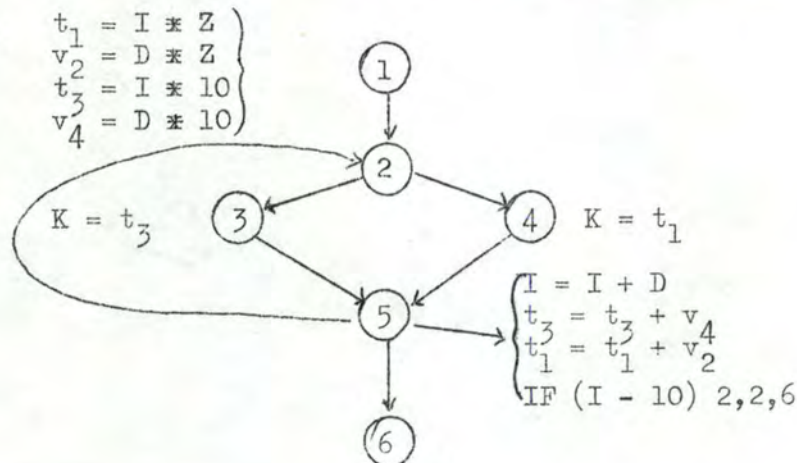 t₁ = I * Z
v₂ = D * Z
t₃ = I * 10
v₄ = D * 10
1
2
K = t₃
3
4
K = t₁
5
I = I + D
t₃ = t₃ + v₄
t₁ = t₁ + v₂
IF (I - 10) 2,2,6
6